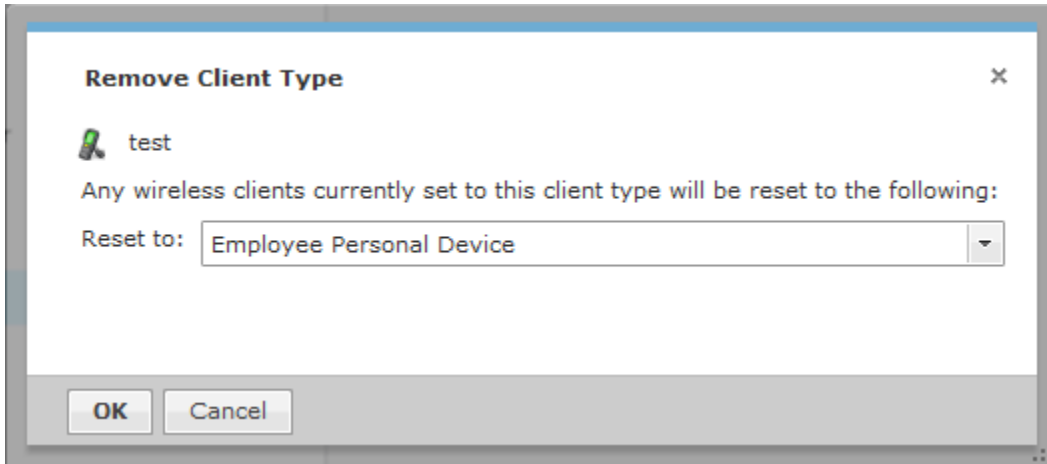 Remove Client Type
test
Any wireless clients currently set to this client type will be reset to the following:
Reset to: Employee Personal Device
OK Cancel